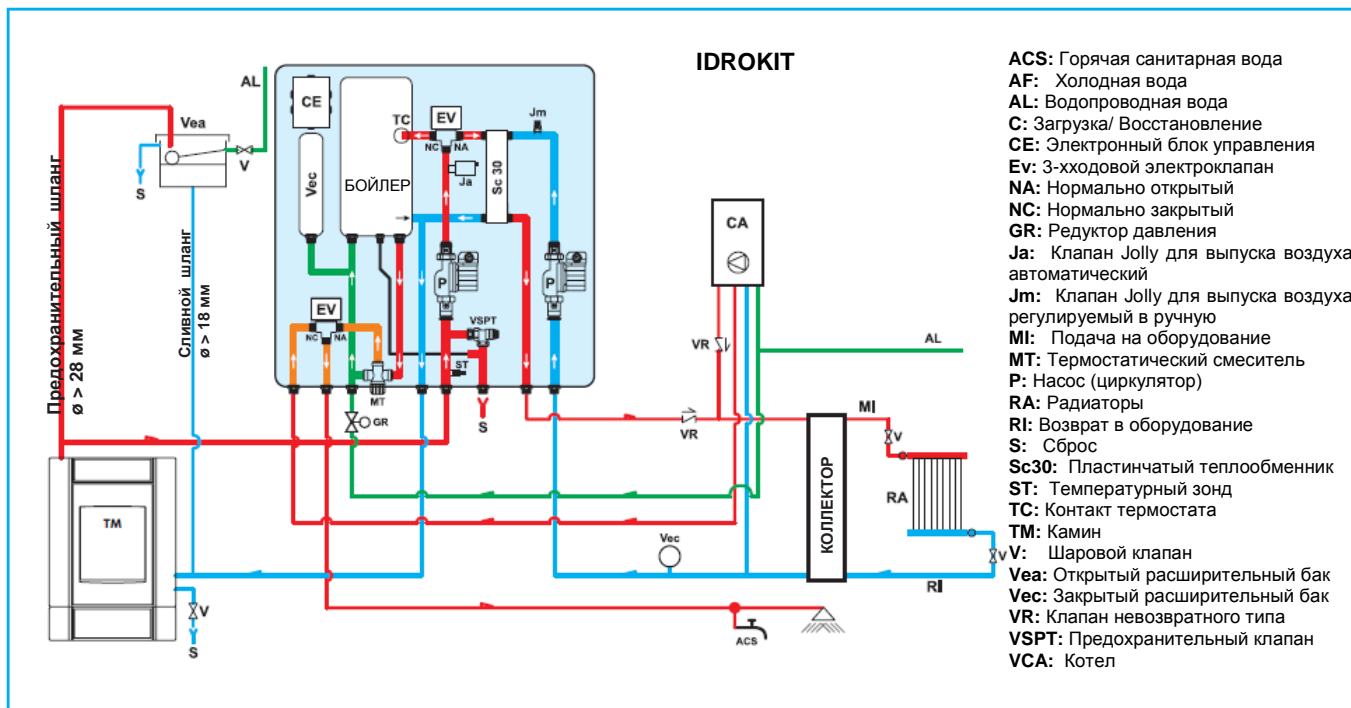 IDROKIT
AL
Vea
V
S
Предохранительный шланг
ø > 28 мм
Сливной шланг
ø > 18 мм
CE
Vec
БОЙЛЕР
TC
EV
NC
NA
Ja
Sc 30
Jm
P
P
EV
NC
NA
VSPT
ST
MT
GR
S
CA
VR
AL
VR
MI
V
RA
КОЛЛЕКТОР
Vec
V
RI
TM
V
S
ACS
ACS: Горячая санитарная вода
AF: Холодная вода
AL: Водопроводная вода
C: Загрузка/ Восстановление
CE: Электронный блок управления
Ev: 3-хходовой электроклапан
NA: Нормально открытый
NC: Нормально закрытый
GR: Редуктор давления
Ja: Клапан Jolly для выпуска воздуха
автоматический
Jm: Клапан Jolly для выпуска воздуха
регулируемый в ручную
MI: Подача на оборудование
MT: Термостатический смеситель
P: Насос (циркулятор)
RA: Радиаторы
RI: Возврат в оборудование
S: Сброс
Sc30: Пластинчатый теплообменник
ST: Температурный зонд
TC: Контакт термостата
TM: Камин
V: Шаровой клапан
Vea: Открытый расширительный бак
Vec: Закрытый расширительный бак
VR: Клапан невозвратного типа
VSPT: Предохранительный клапан
VCA: Котел